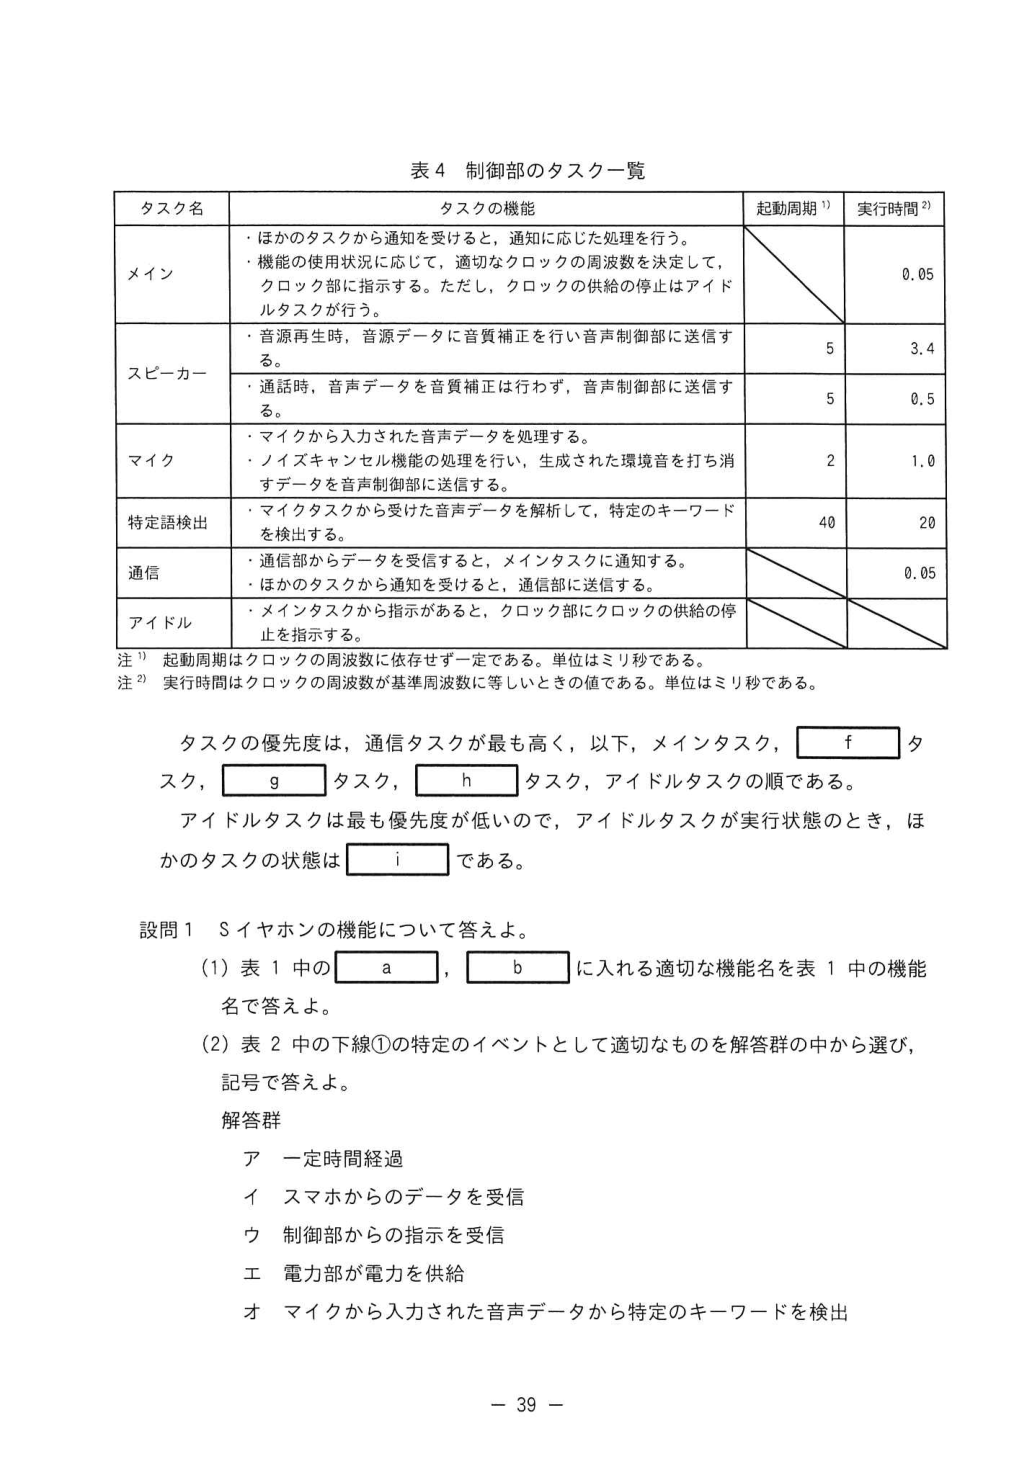 表4　制御部のタスク一覧
タスク名　タスクの機能　起動周期1)　実行時間2)
メイン
・ほかのタスクから通知を受けると，通知に応じた処理を行う。
・機能の使用状況に応じて，適切なクロックの周波数を決定して，
クロック部に指示する。ただし，クロックの供給の停止はアイド
ルタスクが行う。
0.05
スピーカー
・音源再生時，音源データに音質補正を行い音声制御部に送信す
る。
5　3.4
・通話時，音声データを音質補正は行わず，音声制御部に送信す
る。
5　0.5
マイク
・マイクから入力された音声データを処理する。
・ノイズキャンセル機能の処理を行い，生成された環境音を打ち消
すデータを音声制御部に送信する。
2　1.0
特定語検出
・マイクタスクから受けた音声データを解析して，特定のキーワード
を検出する。
40　20
通信
・通信部からデータを受信すると，メインタスクに通知する。
・ほかのタスクから通知を受けると，通信部に送信する。
0.05
アイドル
・メインタスクから指示があると，クロック部にクロックの供給の停
止を指示する。
注1)　起動周期はクロックの周波数に依存せず一定である。単位はミリ秒である。
注2)　実行時間はクロックの周波数が基準周波数に等しいときの値である。単位はミリ秒である。
タスクの優先度は，通信タスクが最も高く，以下，メインタスク，　f　タ
スク，　g　タスク，　h　タスク，アイドルタスクの順である。
アイドルタスクは最も優先度が低いので，アイドルタスクが実行状態のとき，ほ
かのタスクの状態は　i　である。
設問1　Sイヤホンの機能について答えよ。
(1) 表 1 中の　a　，　b　に入れる適切な機能名を表 1 中の機能
名で答えよ。
(2) 表 2 中の下線①の特定のイベントとして適切なものを解答群の中から選び，
記号で答えよ。
解答群
ア　一定時間経過
イ　スマホからのデータを受信
ウ　制御部からの指示を受信
エ　電力部が電力を供給
オ　マイクから入力された音声データから特定のキーワードを検出
― 39 ―